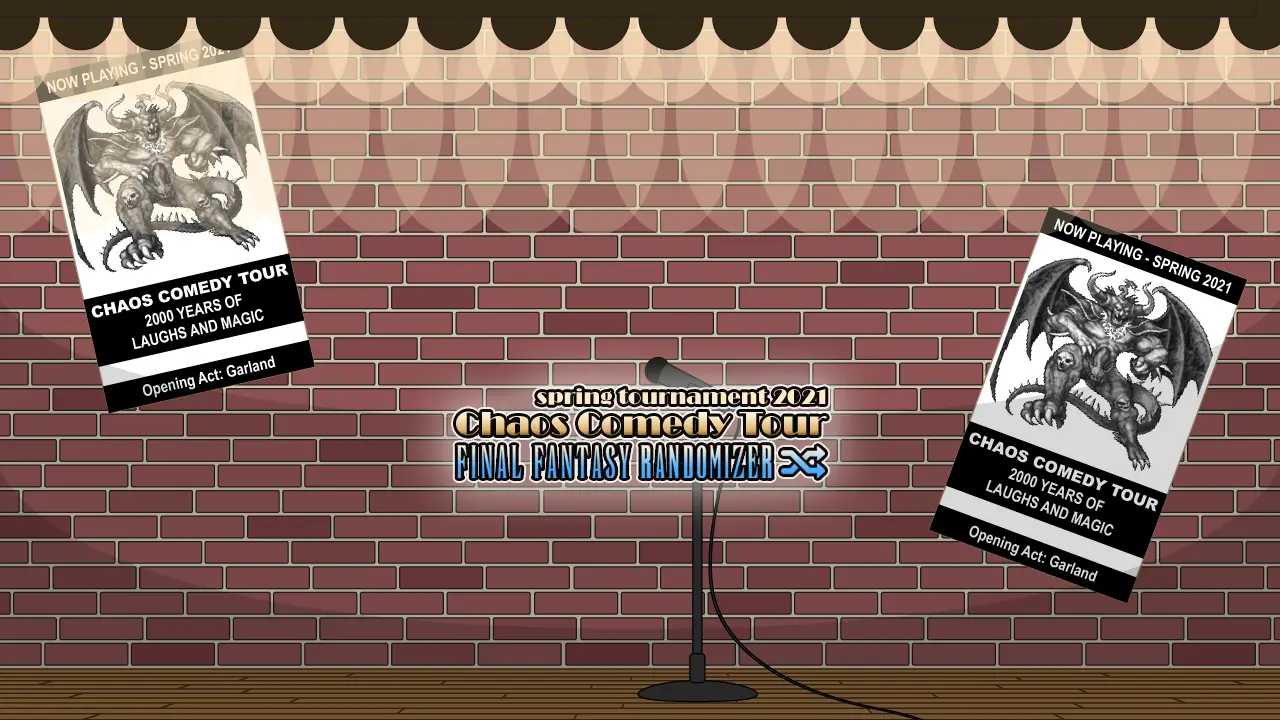 NOW PLAYING - SPRING 2021
CHAOS COMEDY TOUR
2000 YEARS OF
LAUGHS AND MAGIC
Opening Act: Garland
spring tournament 2021
Chaos Comedy Tour
FINAL FANTASY RANDOMIZER
NOW PLAYING - SPRING 2021
CHAOS COMEDY TOUR
2000 YEARS OF
LAUGHS AND MAGIC
Opening Act: Garland